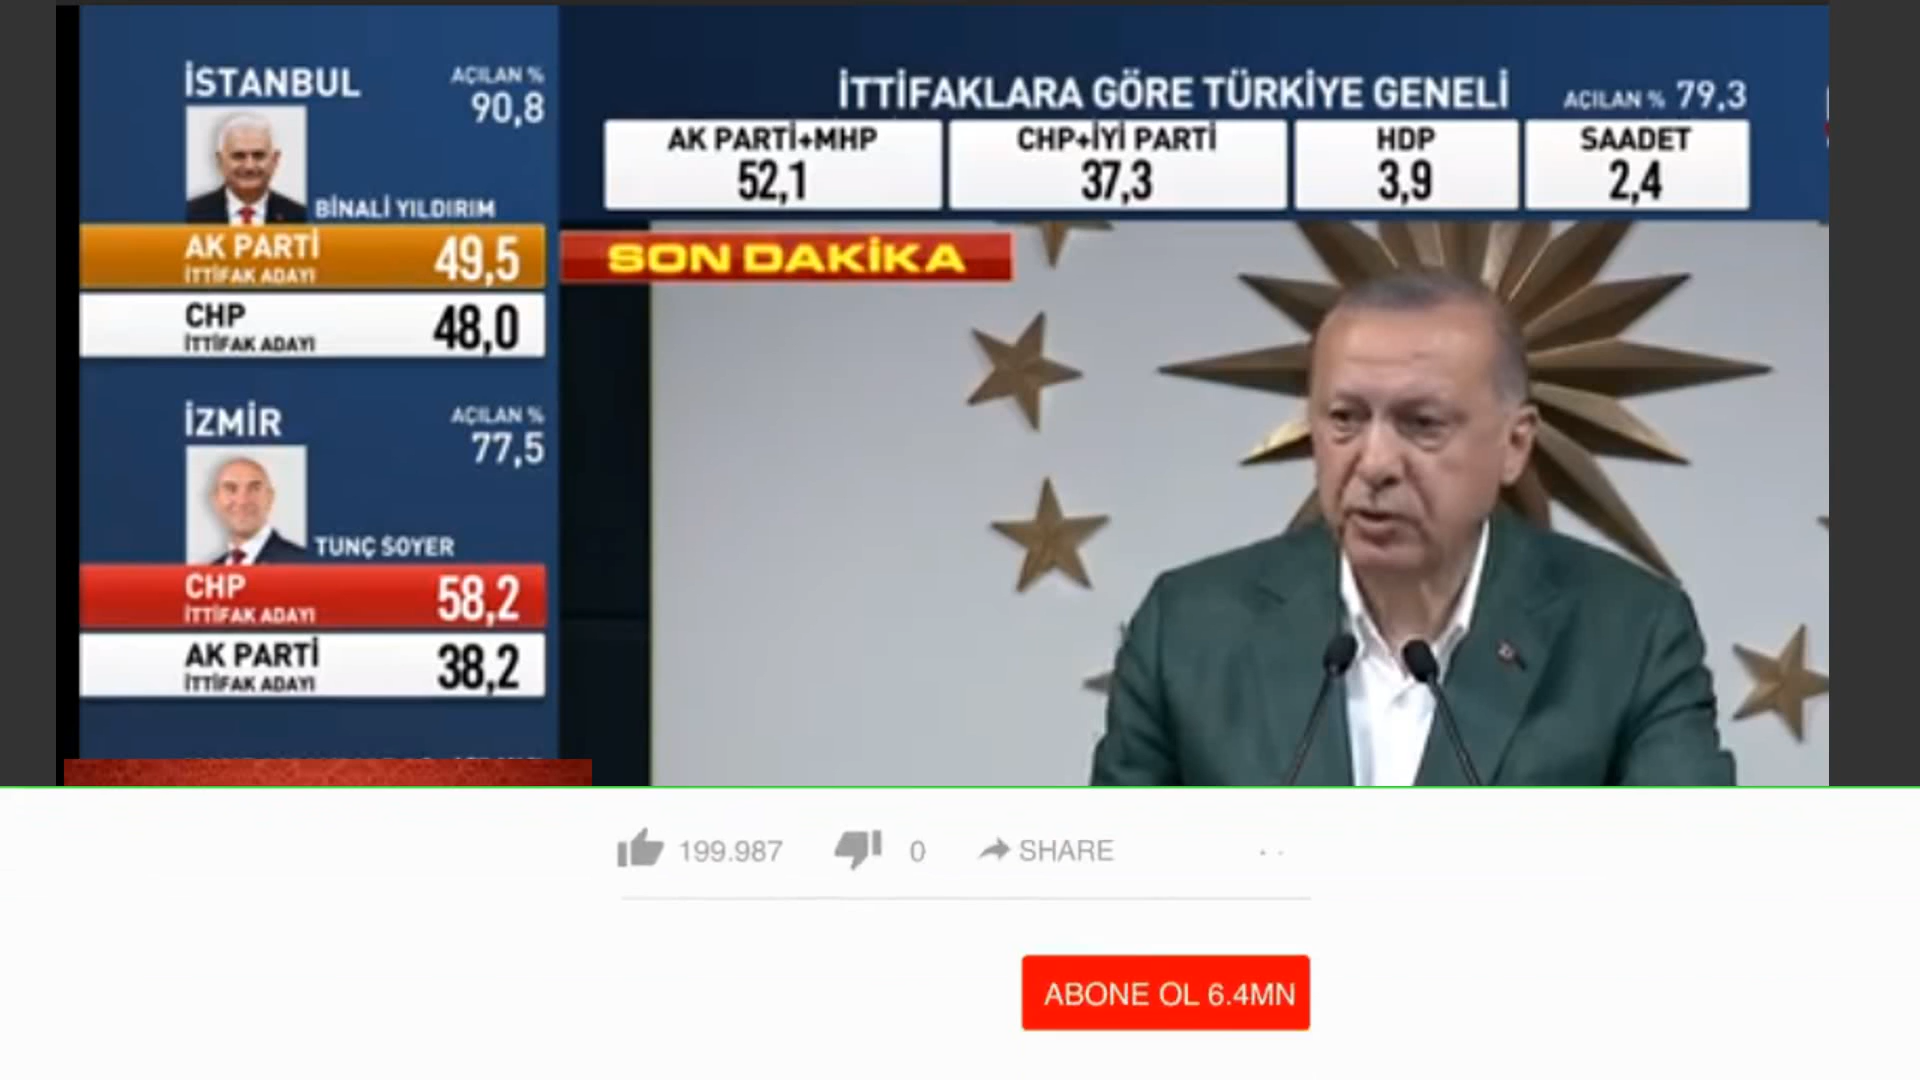 İSTANBUL
AÇILAN %
90,8
BİNALİ YILDIRIM
AK PARTİ
İTTİFAK ADAYI
49,5
CHP
İTTİFAK ADAYI
48,0
İZMİR
AÇILAN %
77,5
TUNÇ SOYER
CHP
İTTİFAK ADAYI
58,2
AK PARTİ
İTTİFAK ADAYI
38,2
İTTİFAKLARA GÖRE TÜRKİYE GENELİ
AÇILAN % 79,3
AK PARTİ+MHP
52,1
CHP+İYİ PARTİ
37,3
HDP
3,9
SAADET
2,4
SON DAKİKA
199.987
0
SHARE
ABONE OL 6.4MN